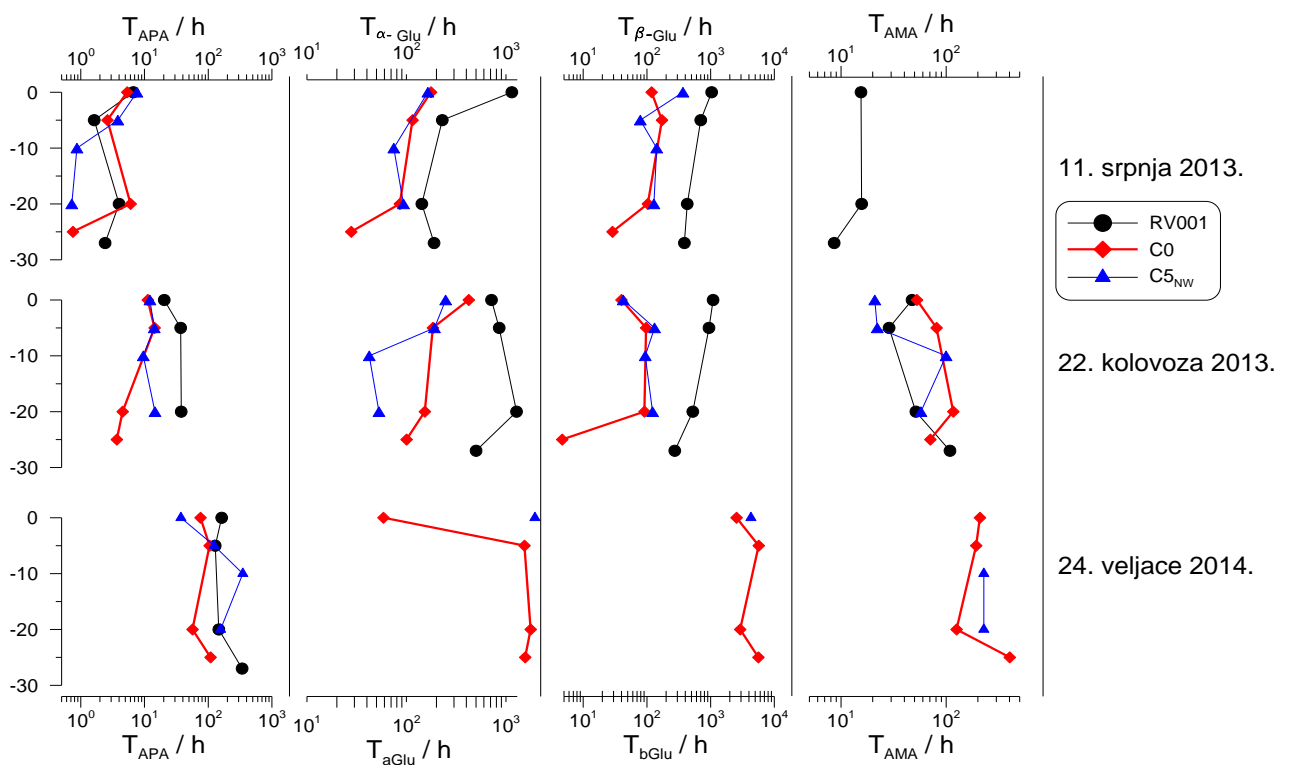 T_APA / h T_α- Glu / h T_β-Glu / h T_AMA / h
10^0 10^1 10^2 10^3 10^1 10^2 10^3 10^1 10^2 10^3 10^4 10^1 10^2
0
-10
-20
-30
11. srpnja 2013.
RV001
C0
C5_NW
0
-10
-20
-30
22. kolovoza 2013.
0
-10
-20
-30
24. veljace 2014.
10^0 10^1 10^2 10^3 10^1 10^2 10^3 10^1 10^2 10^3 10^4 10^1 10^2
T_APA / h T_aGlu / h T_bGlu / h T_AMA / h